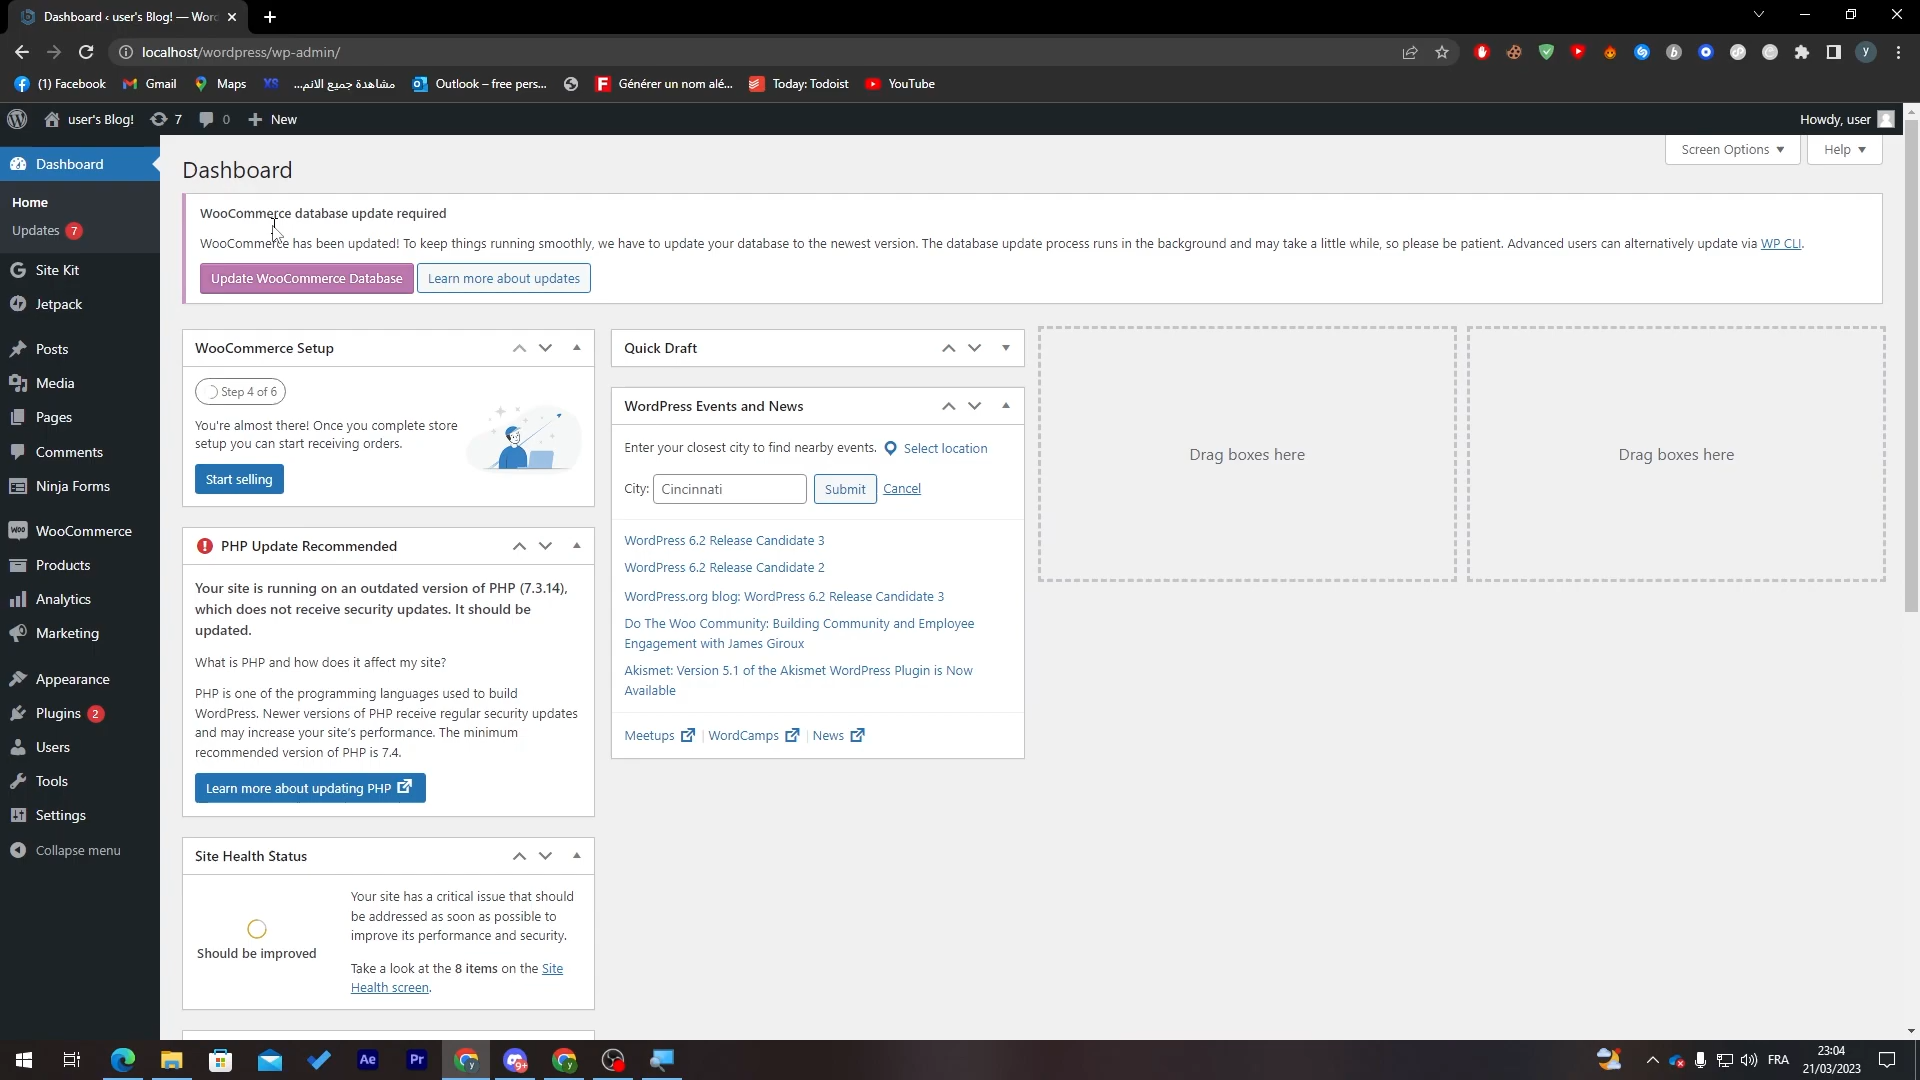 Dashboard ‹ user's Blog! — Wor
localhost/wordpress/wp-admin/
y
(1) Facebook
Gmail
Maps
XS
مشاهدة جميع الانم...
Outlook – free pers...
Générer un nom alé...
Today: Todoist
YouTube
user's Blog!
7
0
New
Howdy, user
Dashboard
Home
Updates 7
Site Kit
Jetpack
Posts
Media
Pages
Comments
Ninja Forms
WooCommerce
Products
Analytics
Marketing
Appearance
Plugins 2
Users
Tools
Settings
Collapse menu
Screen Options
Help
Dashboard
WooCommerce database update required
WooCommerce has been updated! To keep things running smoothly, we have to update your database to the newest version. The database update process runs in the background and may take a little while, so please be patient. Advanced users can alternatively update via WP CLI.
Update WooCommerce Database
Learn more about updates
WooCommerce Setup
Step 4 of 6
You're almost there! Once you complete store
setup you can start receiving orders.
Start selling
PHP Update Recommended
Your site is running on an outdated version of PHP (7.3.14),
which does not receive security updates. It should be
updated.
What is PHP and how does it affect my site?
PHP is one of the programming languages used to build
WordPress. Newer versions of PHP receive regular security updates
and may increase your site's performance. The minimum
recommended version of PHP is 7.4.
Learn more about updating PHP
Site Health Status
Should be improved
Your site has a critical issue that should
be addressed as soon as possible to
improve its performance and security.
Take a look at the 8 items on the Site
Health screen.
Quick Draft
WordPress Events and News
Enter your closest city to find nearby events.
Select location
City:
Cincinnati
Submit
Cancel
WordPress 6.2 Release Candidate 3
WordPress 6.2 Release Candidate 2
WordPress.org blog: WordPress 6.2 Release Candidate 3
Do The Woo Community: Building Community and Employee
Engagement with James Giroux
Akismet: Version 5.1 of the Akismet WordPress Plugin is Now
Available
Meetups | WordCamps | News
Drag boxes here
Drag boxes here
Ae
Pr
FRA
23:04
21/03/2023